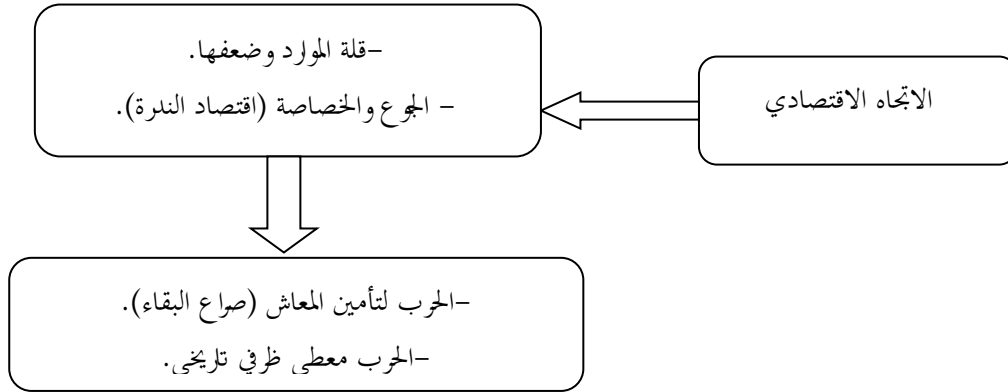 الاتجاه الاقتصادي
-قلة الموارد وضعفها.
- الجوع والخصاصة (اقتصاد الندرة).
-الحرب لتأمين المعاش (صراع البقاء).
-الحرب معطى ظرفي تاريخي.